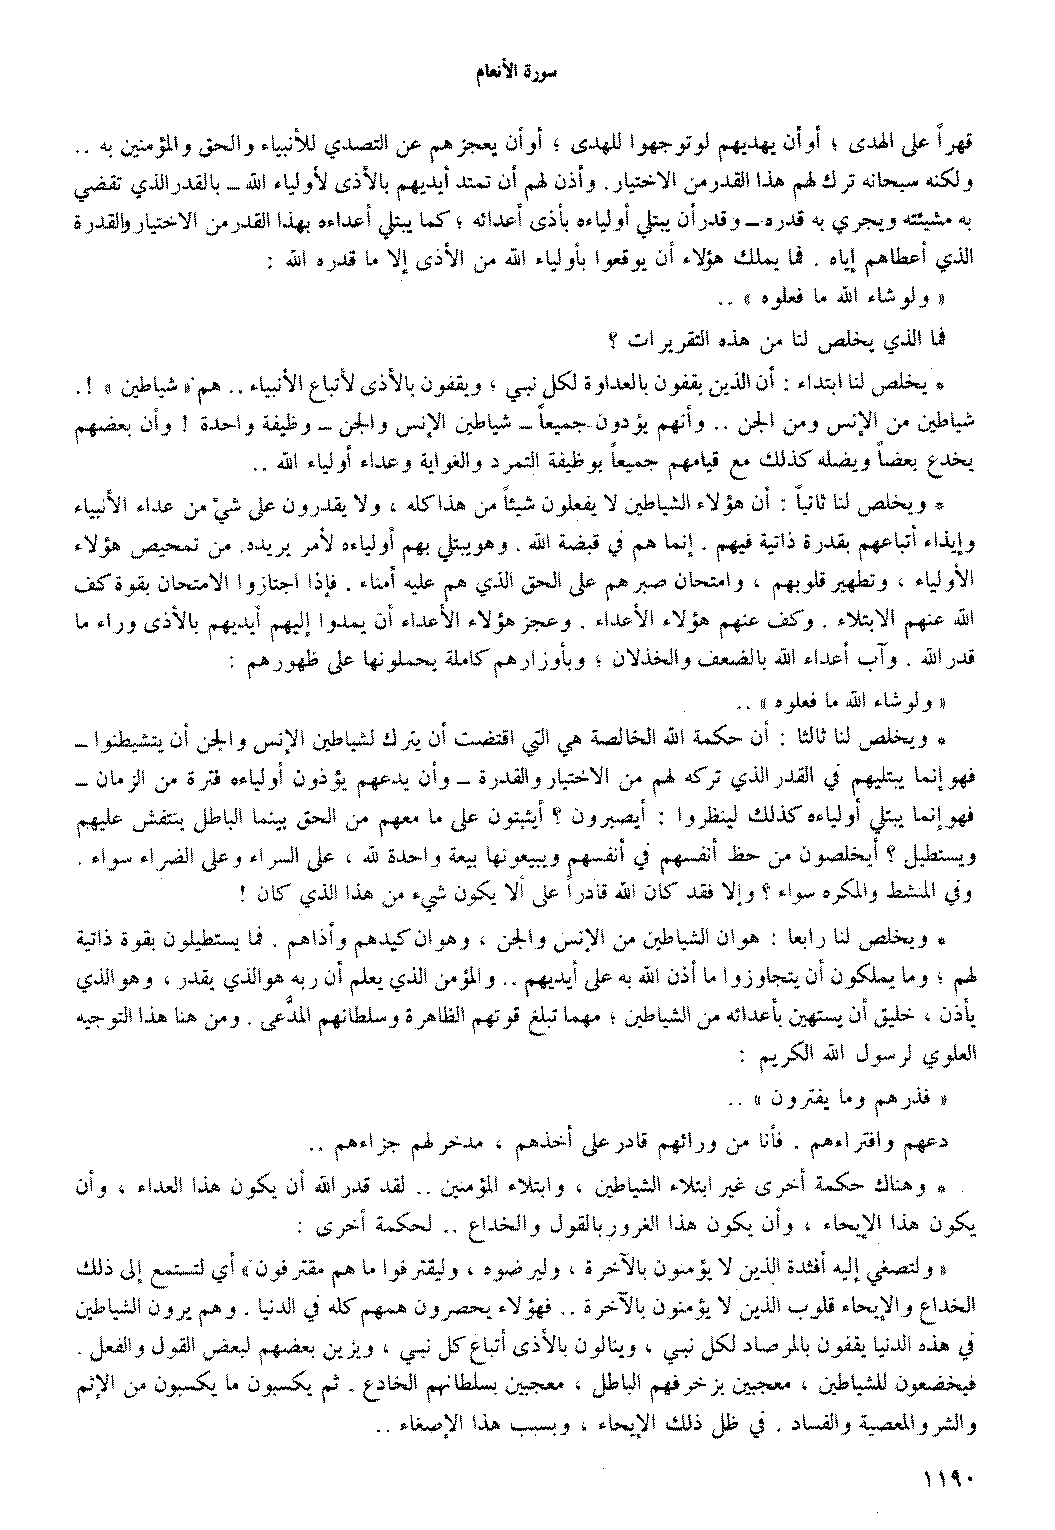 سورة الأنعام
قهراً على الهدى ؛ أو أن يهديهم لو توجهوا للهدى ؛ أو أن يعجزهم عن التصدي للأنبياء والحق والمؤمنين به ..
ولكنه سبحانه ترك لهم هذا القدر من الاختيار . وأذن لهم أن تمتد أيديهم بالأذى لأولياء الله – بالقدر الذي تقضي
به مشيئته ويجري به قدره – وقدر أن يبتلي أولياءه بأذى أعدائه ؛ كما يبتلي أعداءه بهذا القدر من الاختيار والقدرة
الذي أعطاهم إياه . فما يملك هؤلاء أن يوقعوا بأولياء الله من الأذى إلا ما قدره الله :
« ولو شاء الله ما فعلوه » ..
فما الذي يخلص لنا من هذه التقريرات ؟
* يخلص لنا ابتداء : أن الذين يقفون بالعداوة لكل نبي ؛ ويقفون بالأذى لأتباع الأنبياء .. هم « شياطين » ! .
شياطين من الإنس ومن الجن .. وأنهم يؤدون جميعاً – شياطين الإنس والجن – وظيفة واحدة ! وأن بعضهم
يخدع بعضاً ويضله كذلك مع قيامهم جميعاً بوظيفة التمرد والغواية وعداء أولياء الله ..
* ويخلص لنا ثانياً : أن هؤلاء الشياطين لا يفعلون شيئاً من هذا كله ، ولا يقدرون على شيْ من عداء الأنبياء
وإيذاء أتباعهم بقدرة ذاتية فيهم . إنما هم في قبضة الله . وهو يبتلي بهم أولياءه لأمر يريده . من تمحيص هؤلاء
الأولياء ، وتطهير قلوبهم ، وامتحان صبرهم على الحق الذي هم عليه أمناء . فإذا اجتازوا الامتحان بقوة كف
الله عنهم الابتلاء . وكف عنهم هؤلاء الأعداء . وعجز هؤلاء الأعداء أن يمدوا إليهم أيديهم بالأذى وراء ما
قدر الله . وآب أعداء الله بالضعف والخذلان ؛ وبأوزارهم كاملة يحملونها على ظهورهم :
« ولو شاء الله ما فعلوه » ..
* ويخلص لنا ثالثا : أن حكمة الله الخالصة هي التي اقتضت أن يترك لشياطين الإنس والجن أن يتشيطنوا –
فهو إنما يبتليهم في القدر الذي تركه لهم من الاختيار والقدرة – وأن يدعهم يؤذون أولياءه فترة من الزمان –
فهو إنما يبتلي أولياءه كذلك لينظروا : أيصبرون ؟ أيثبتون على ما معهم من الحق بينما الباطل ينتفش عليهم
ويستطيل ؟ أيخلصون من حظ أنفسهم في أنفسهم ويبيعونها بيعة واحدة لله ، على السراء وعلى الضراء سواء .
وفي المنشط والمكره سواء ؟ وإلا فقد كان الله قادراً على ألا يكون شيء من هذا الذي كان !
* ويخلص لنا رابعا : هوان الشياطين من الإنس والجن ، وهوان كيدهم وأذاهم . فما يستطيلون بقوة ذاتية
لهم ؛ وما يملكون أن يتجاوزوا ما أذن الله به على أيديهم .. والمؤمن الذي يعلم أن ربه هو الذي يقدر ، وهو الذي
يأذن ، خليق أن يستهين بأعدائه من الشياطين ؛ مهما تبلغ قوتهم الظاهرة وسلطانهم المدَّعى . ومن هنا هذا التوجيه
العلوي لرسول الله الكريم :
« فذرهم وما يفترون » ..
دعهم وافتراءهم . فأنا من ورائهم قادر على أخذهم ، مدخر لهم جزاءهم ..
* وهناك حكمة أخرى غير ابتلاء الشياطين ، وابتلاء المؤمنين .. لقد قدر الله أن يكون هذا العداء ، وأن
يكون هذا الإيحاء ، وأن يكون هذا الغرور بالقول والخداع .. لحكمة أخرى :
« ولتصغي إليه أفئدة الذين لا يؤمنون بالآخرة ، وليرضوه ، وليقترفوا ما هم مقترفون » أي لتستمع إلى ذلك
الخداع والإيحاء قلوب الذين لا يؤمنون بالآخرة .. فهؤلاء يحصرون همهم كله في الدنيا . وهم يرون الشياطين
في هذه الدنيا يقفون بالمرصاد لكل نبي ، وينالون بالأذى أتباع كل نبي ، ويزين بعضهم لبعض القول والفعل .
فيخضعون للشياطين ، معجبين بزخرفهم الباطل ، معجبين بسلطانهم الخادع . ثم يكسبون ما يكسبون من الإثم
والشر والمعصية والفساد . في ظل ذلك الإيحاء ، وبسبب هذا الإصغاء ..
١١٩٠